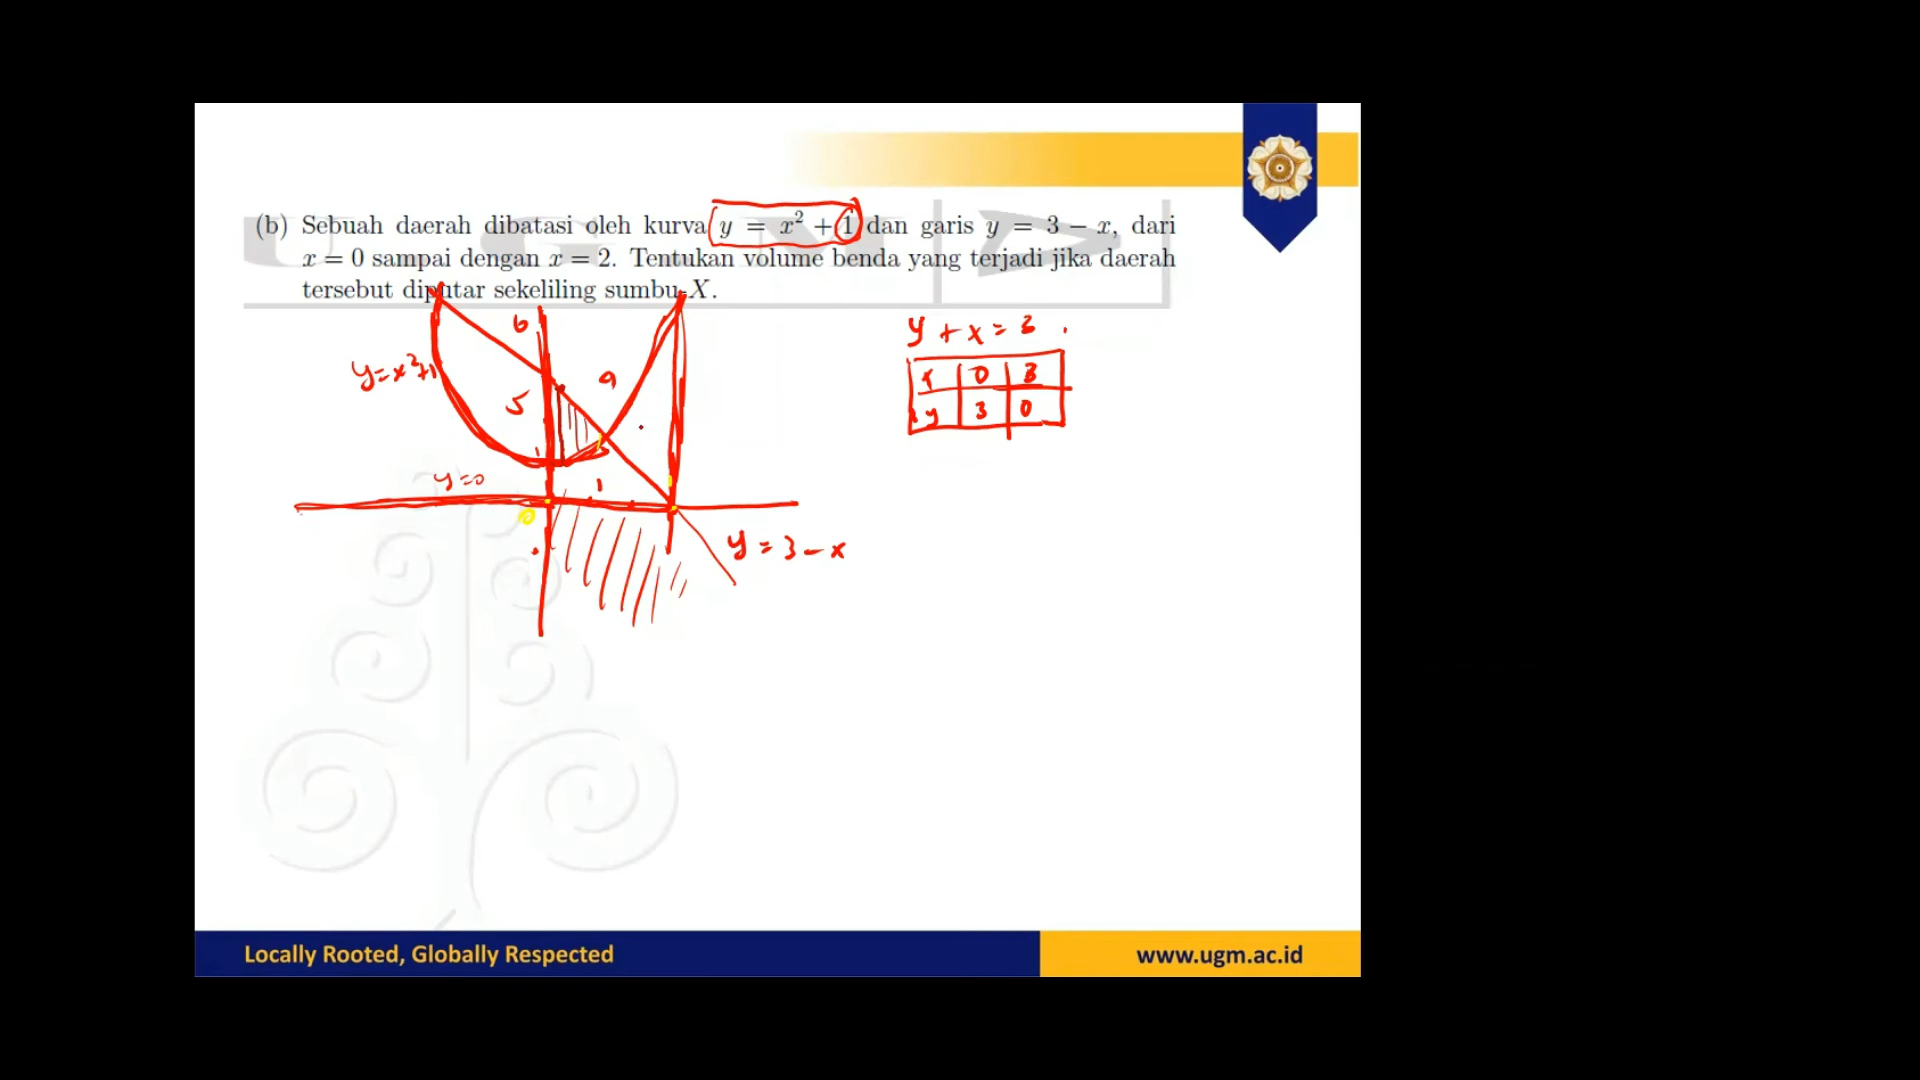 (b) Sebuah daerah dibatasi oleh kurva y = x² + 1 dan garis y = 3 − x, dari
x = 0 sampai dengan x = 2. Tentukan volume benda yang terjadi jika daerah
tersebut diputar sekeliling sumbu-X.
y + x = 3
x 0 3
y 3 0
6
y=x²+1
5
1
y=0
1
0
y = 3 - x
Locally Rooted, Globally Respected
www.ugm.ac.id